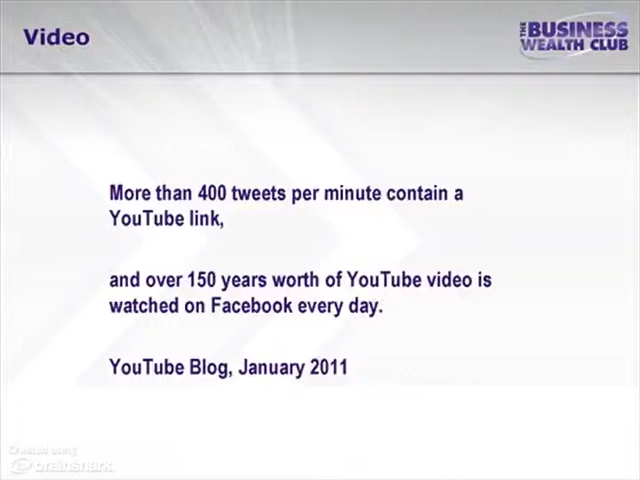 Video
THE BUSINESS
WEALTH CLUB
More than 400 tweets per minute contain a
YouTube link,
and over 150 years worth of YouTube video is
watched on Facebook every day.
YouTube Blog, January 2011
Created using
brainshark